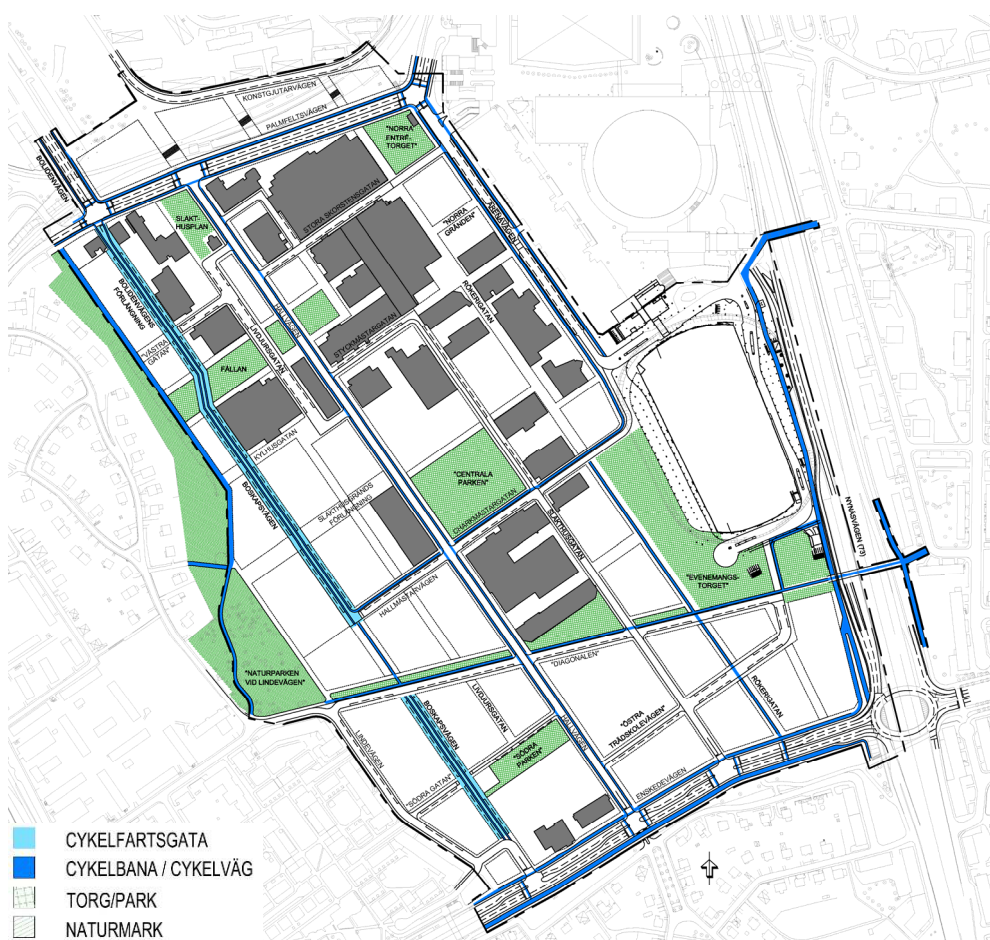 KONSTGJUTARVÄGEN
PALMFELTSVÄGEN
BOLIDENVÄGEN
"NORRA
ENTRÉ-
TORGET"
SLAKT-
HUSPLAN
STORA SKORSTENSGATAN
"NORRA
GRÄNDEN"
ARENAVÄGEN
BOLIDENVÄGENS
FÖRLÄNGNING
HALLVÄGEN
RÖKERIGATAN
"VÄSTRA
GATAN"
LIVDJURSGATAN
STYCKMÄSTARGATAN
FÅLLAN
KYLHUSGATAN
BOSKAPSVÄGEN
SLAKTHUSGRÄNDS
FÖRLÄNGNING
"CENTRALA
PARKEN"
CHARKMÄSTARGATAN
SLAKTHUSGATAN
NYNÄSVÄGEN (73)
"EVENEMANGS-
TORGET"
HALLMÄSTARVÄGEN
"NATURPARKEN
VID LINDEVÄGEN"
"DIAGONALEN"
LINDEVÄGEN
BOSKAPSVÄGEN
LIVDJURSGATAN
HALLVÄGEN
"ÖSTRA
TRÄDSKOLEVÄGEN"
RÖKERIGATAN
"SÖDRA
PARKEN"
"SÖDRA GATAN"
ENSKEDEVÄGEN
CYKELFARTSGATA
CYKELBANA / CYKELVÄG
TORG/PARK
NATURMARK